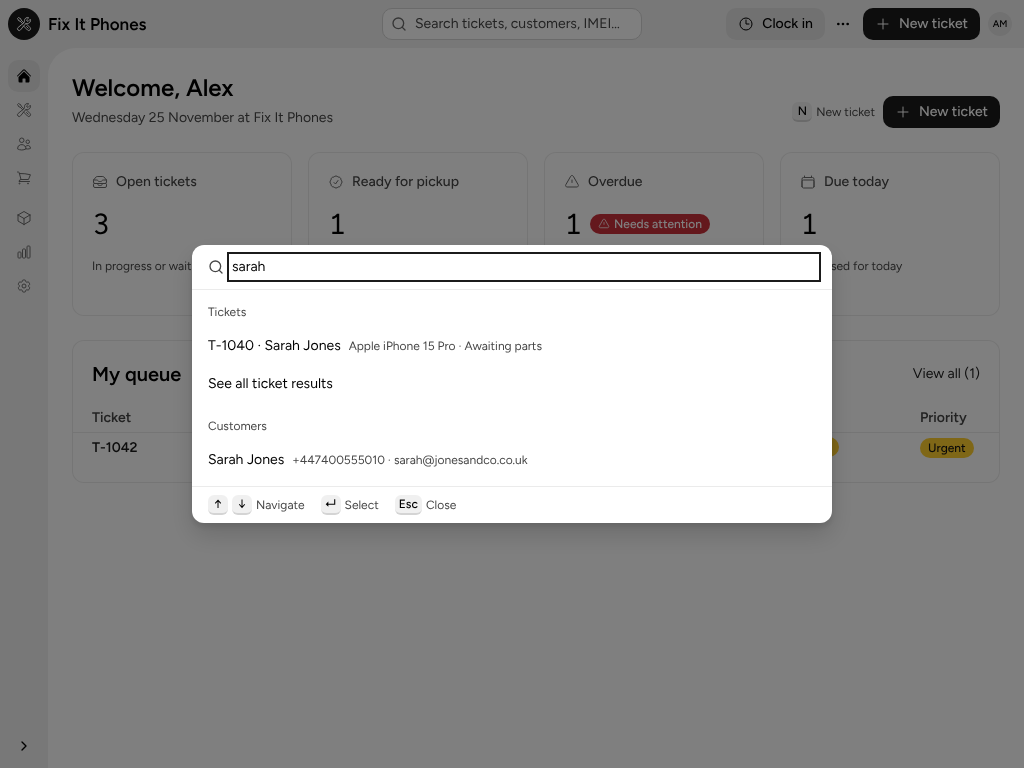 Fix It Phones
Search tickets, customers, IMEI...
Clock in
New ticket
AM
Welcome, Alex
Wednesday 25 November at Fix It Phones
N New ticket
New ticket
Open tickets
3
In progress or wait
Ready for pickup
1
Overdue
1 Needs attention
Due today
1
sed for today
sarah
Tickets
T-1040 · Sarah Jones Apple iPhone 15 Pro · Awaiting parts
See all ticket results
Customers
Sarah Jones +447400555010 · sarah@jonesandco.co.uk
Navigate
Select
Esc Close
My queue
View all (1)
Ticket
Priority
T-1042
Urgent